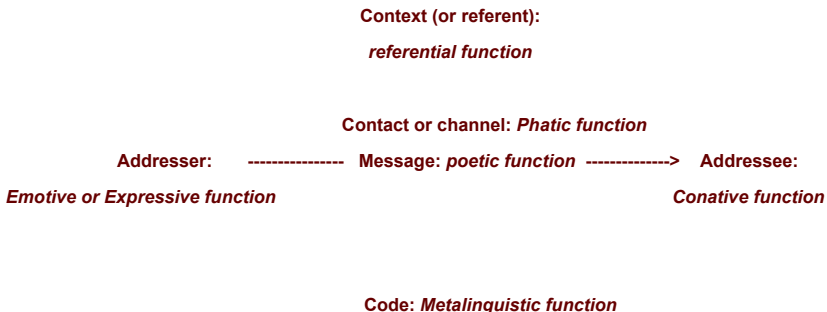 Context (or referent):
referential function
Contact or channel: Phatic function
Addresser: ---------------- Message: poetic function --------------> Addressee:
Emotive or Expressive function Conative function
Code: Metalinguistic function